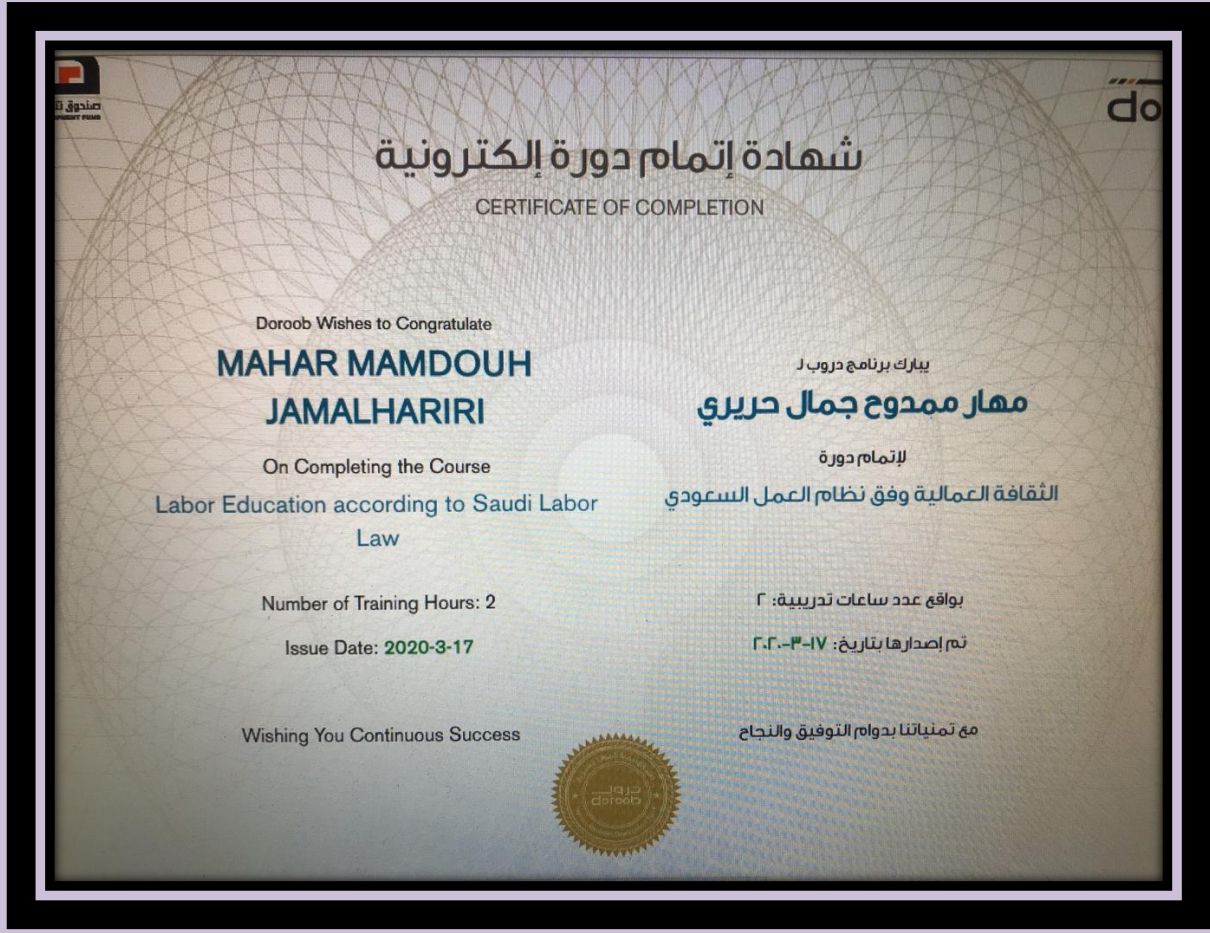 صندوق
do
شهادة إتمام دورة إلكترونية
CERTIFICATE OF COMPLETION
Doroob Wishes to Congratulate
MAHAR MAMDOUH
JAMALHARIRI
On Completing the Course
Labor Education according to Saudi Labor
Law
Number of Training Hours: 2
Issue Date: 2020-3-17
Wishing You Continuous Success
يبارك برنامج دروب لـ
مهار ممدوح جمال حريري
لإتمام دورة
الثقافة العمالية وفق نظام العمل السعودي
بواقع عدد ساعات تدريبية: ٢
تم إصدارها بتاريخ: ١٧-٣-٢٠٢٠
مع تمنياتنا بدوام التوفيق والنجاح
دروب
doroob